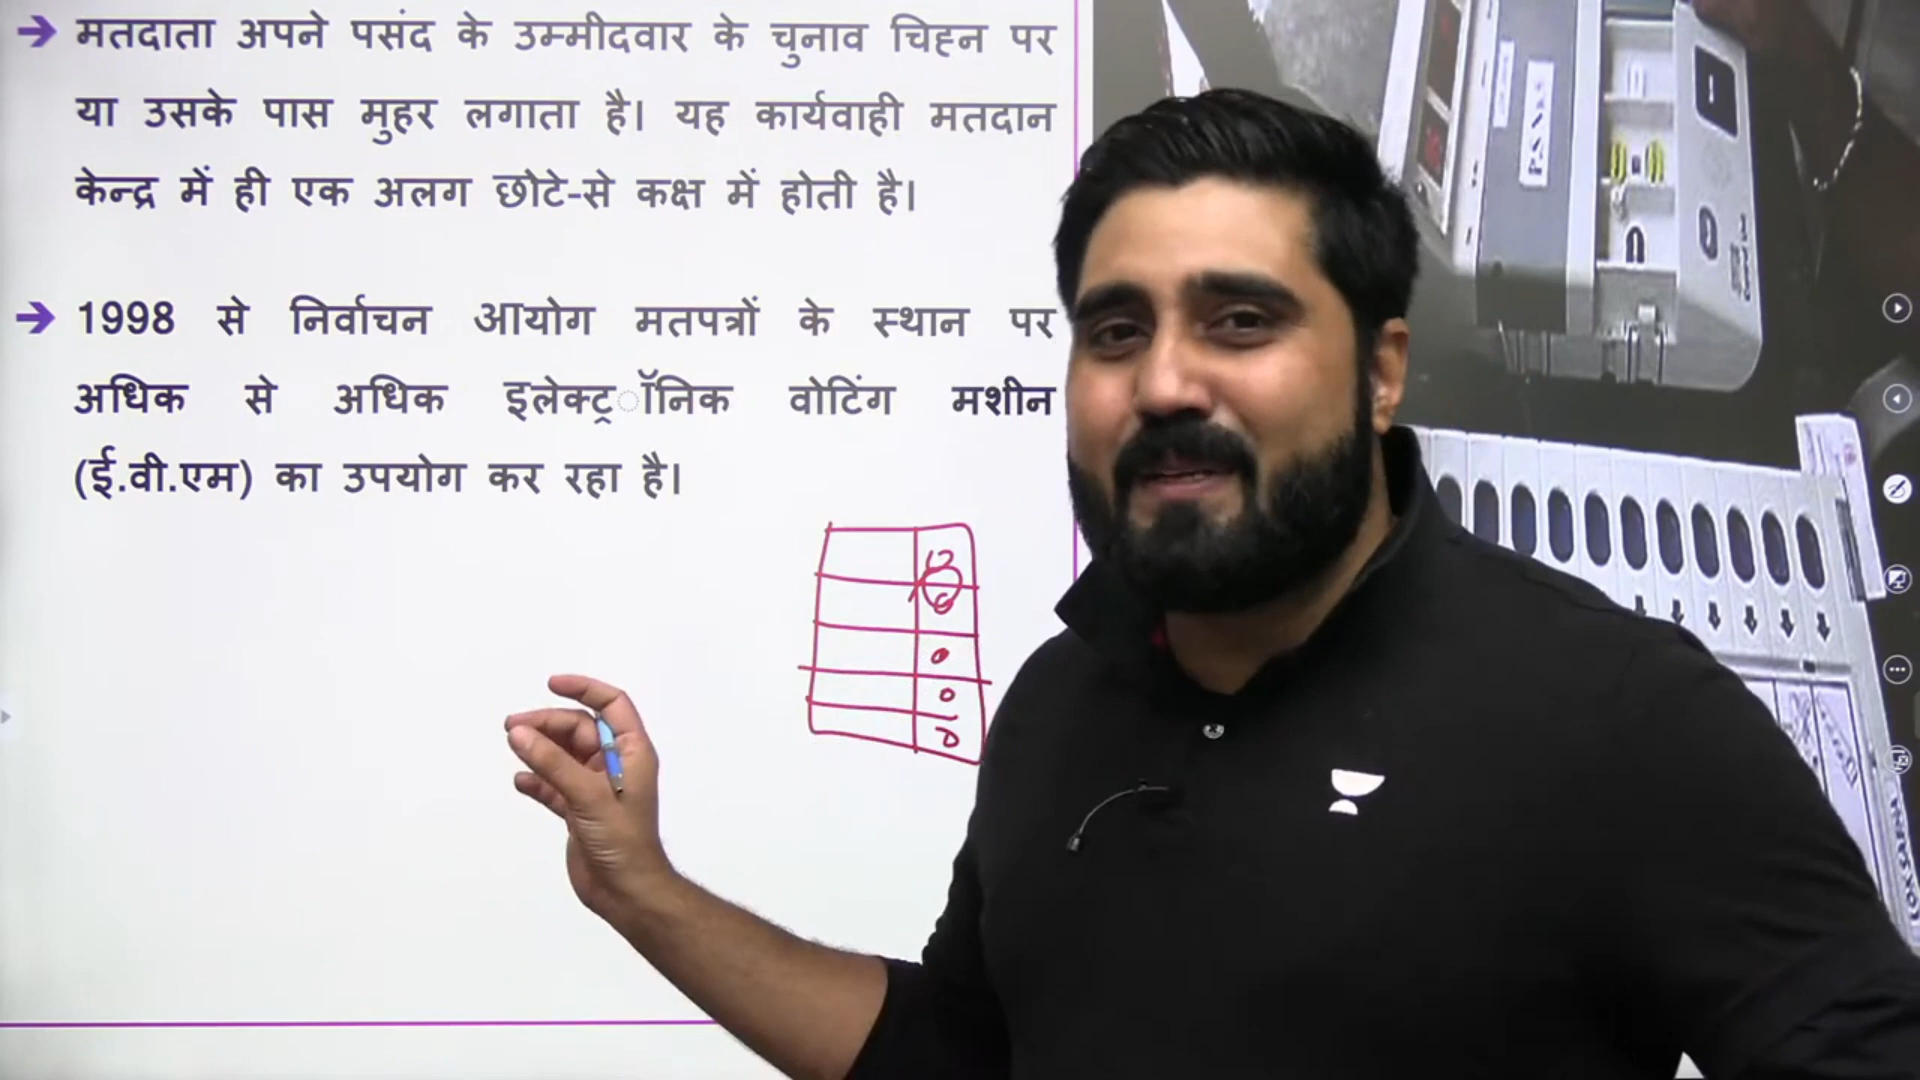 मतदाता अपने पसंद के उम्मीदवार के चुनाव चिह्न पर
या उसके पास मुहर लगाता है। यह कार्यवाही मतदान
केन्द्र में ही एक अलग छोटे-से कक्ष में होती है।
1998 से निर्वाचन आयोग मतपत्रों के स्थान पर
अधिक से अधिक इलेक्ट्रॉनिक वोटिंग मशीन
(ई.वी.एम) का उपयोग कर रहा है।